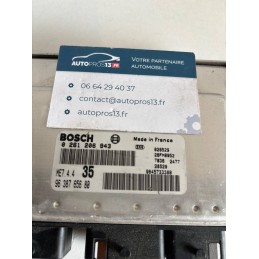 AUTOPROS13.FR
VOTRE PARTENAIRE
AUTOMOBILE
06 64 29 40 37
contact@autopros13.fr
autopros13.fr
BOSCH
Made in France
0 261 206 943
MET 4.4 35
96 387 656 80